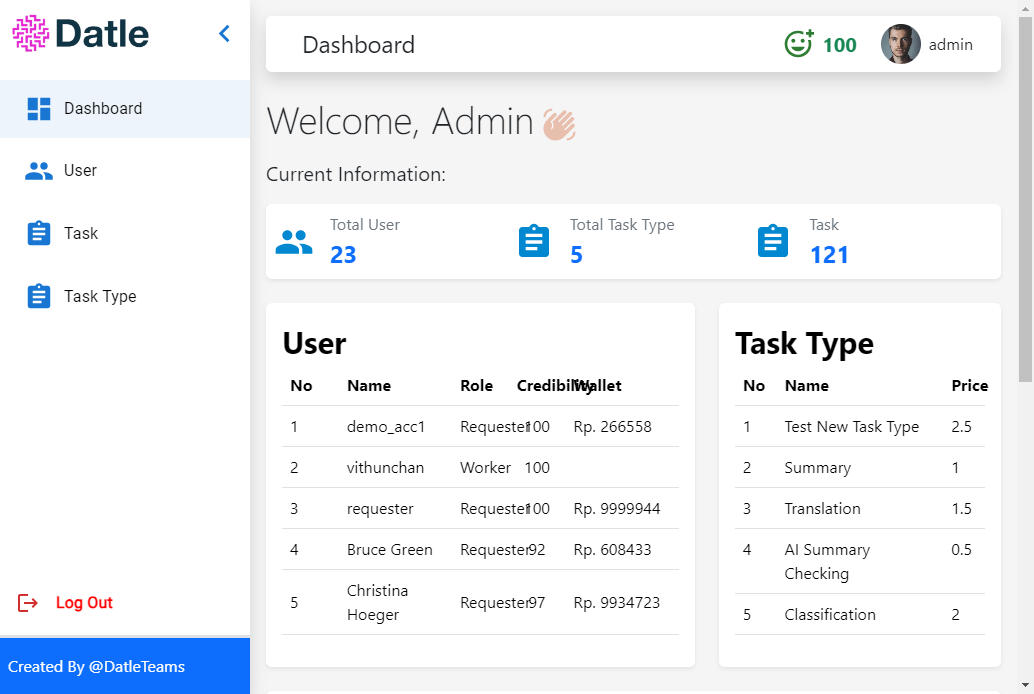 Datle
Dashboard
User
Task
Task Type
Log Out
Created By @DatleTeams
Dashboard
100
admin
Welcome, Admin
Current Information:
Total User
23
Total Task Type
5
Task
121
User
No Name Role Credibility Wallet
1 demo_acc1 Requester 100 Rp. 266558
2 vithunchan Worker 100
3 requester Requester 100 Rp. 9999944
4 Bruce Green Requester 92 Rp. 608433
5 Christina Hoeger Requester 97 Rp. 9934723
Task Type
No Name Price
1 Test New Task Type 2.5
2 Summary 1
3 Translation 1.5
4 AI Summary Checking 0.5
5 Classification 2